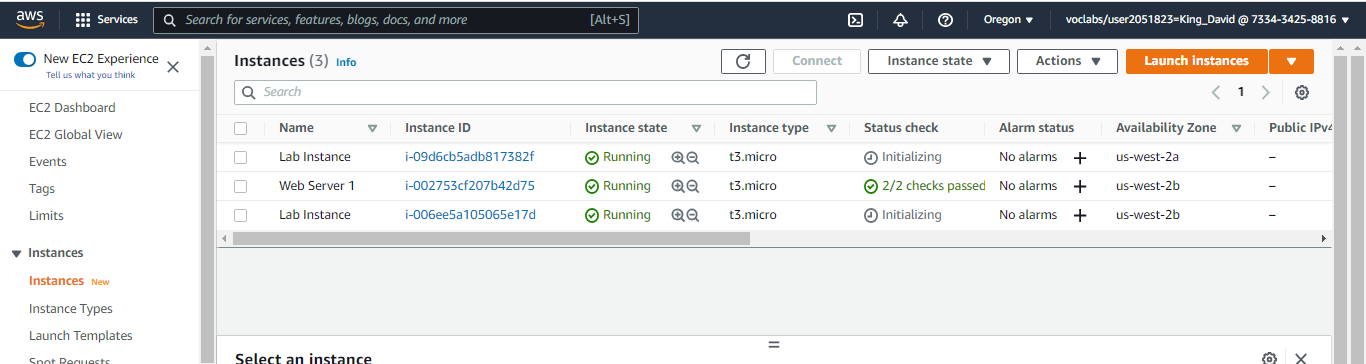 aws Services Search for services, features, blogs, docs, and more [Alt+S] Oregon voclabs/user2051823=King_David @ 7334-3425-8816
New EC2 Experience
Tell us what you think
EC2 Dashboard
EC2 Global View
Events
Tags
Limits
Instances
Instances New
Instance Types
Launch Templates
Spot Requests
Instances (3) Info Connect Instance state Actions Launch instances
Search 1
Name Instance ID Instance state Instance type Status check Alarm status Availability Zone Public IPv4
Lab Instance i-09d6cb5adb817382f Running t3.micro Initializing No alarms + us-west-2a –
Web Server 1 i-002753cf207b42d75 Running t3.micro 2/2 checks passed No alarms + us-west-2b –
Lab Instance i-006ee5a105065e17d Running t3.micro Initializing No alarms + us-west-2b –
Select an instance